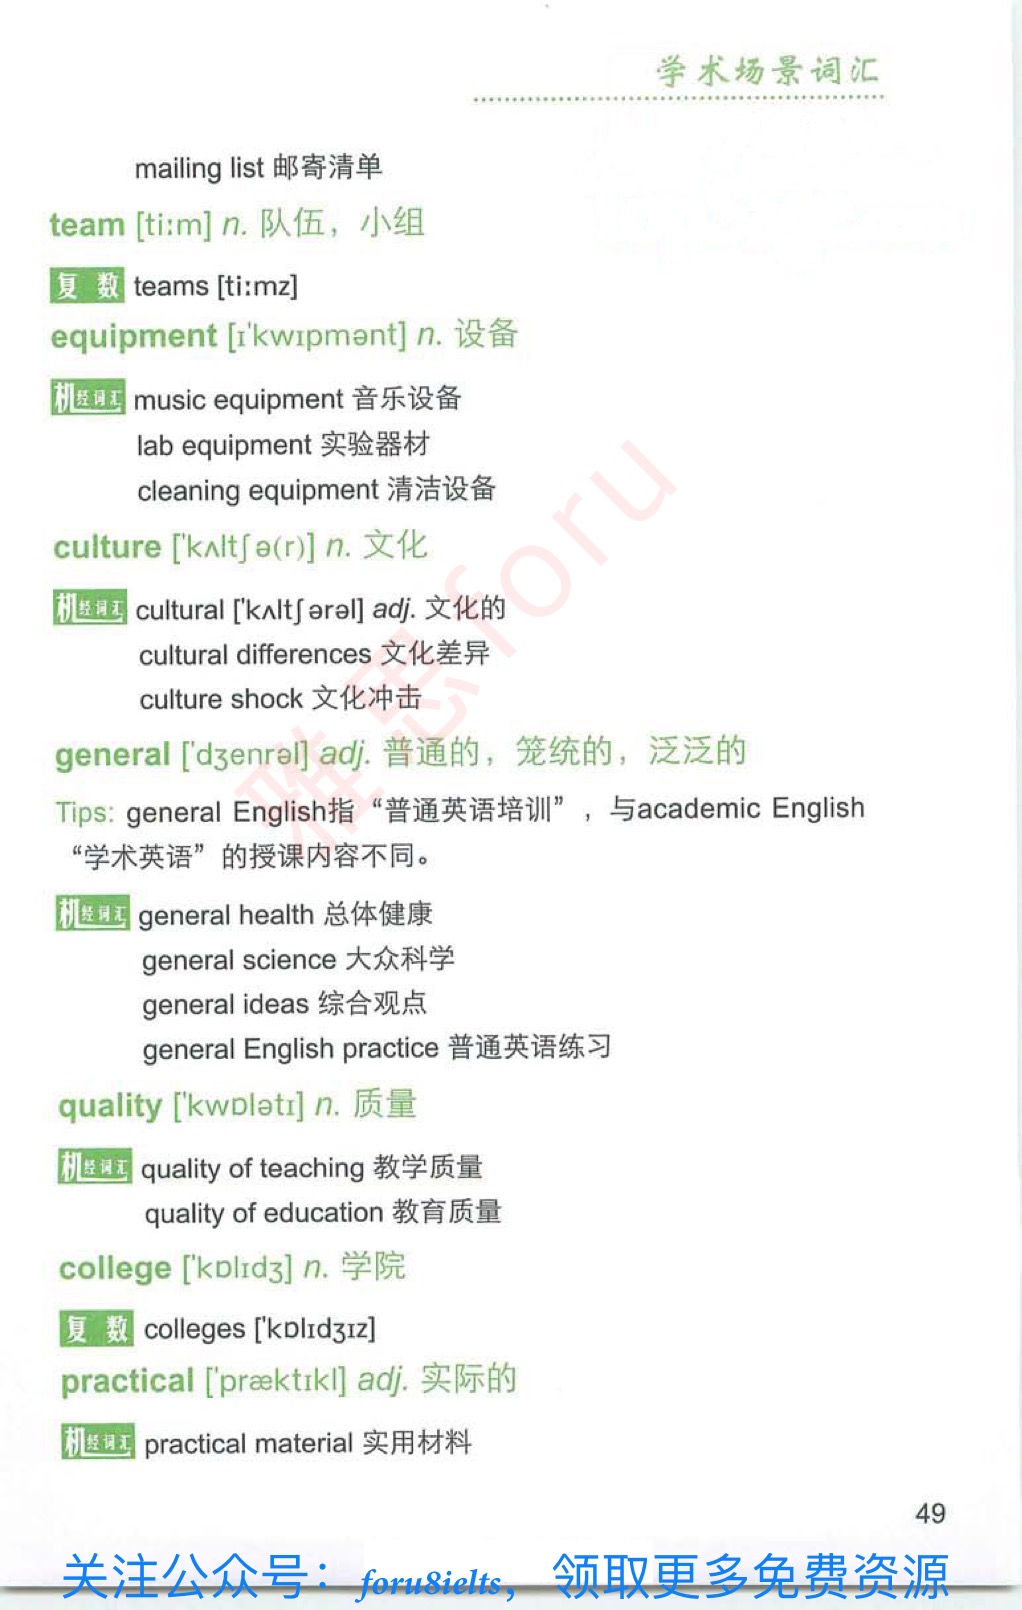 学术场景词汇
mailing list 邮寄清单
team [tiːm] n. 队伍，小组
复数 teams [tiːmz]
equipment [ɪˈkwɪpmənt] n. 设备
机经词汇 music equipment 音乐设备
lab equipment 实验器材
cleaning equipment 清洁设备
culture [ˈkʌltʃə(r)] n. 文化
机经词汇 cultural [ˈkʌltʃərəl] adj. 文化的
cultural differences 文化差异
culture shock 文化冲击
general [ˈdʒenrəl] adj. 普通的，笼统的，泛泛的
Tips: general English指“普通英语培训”，与academic English
“学术英语”的授课内容不同。
机经词汇 general health 总体健康
general science 大众科学
general ideas 综合观点
general English practice 普通英语练习
quality [ˈkwɒlətɪ] n. 质量
机经词汇 quality of teaching 教学质量
quality of education 教育质量
college [ˈkɒlɪdʒ] n. 学院
复数 colleges [ˈkɒlɪdʒɪz]
practical [ˈpræktɪkl] adj. 实际的
机经词汇 practical material 实用材料
49
雅思foru
关注公众号：foru8ielts，领取更多免费资源